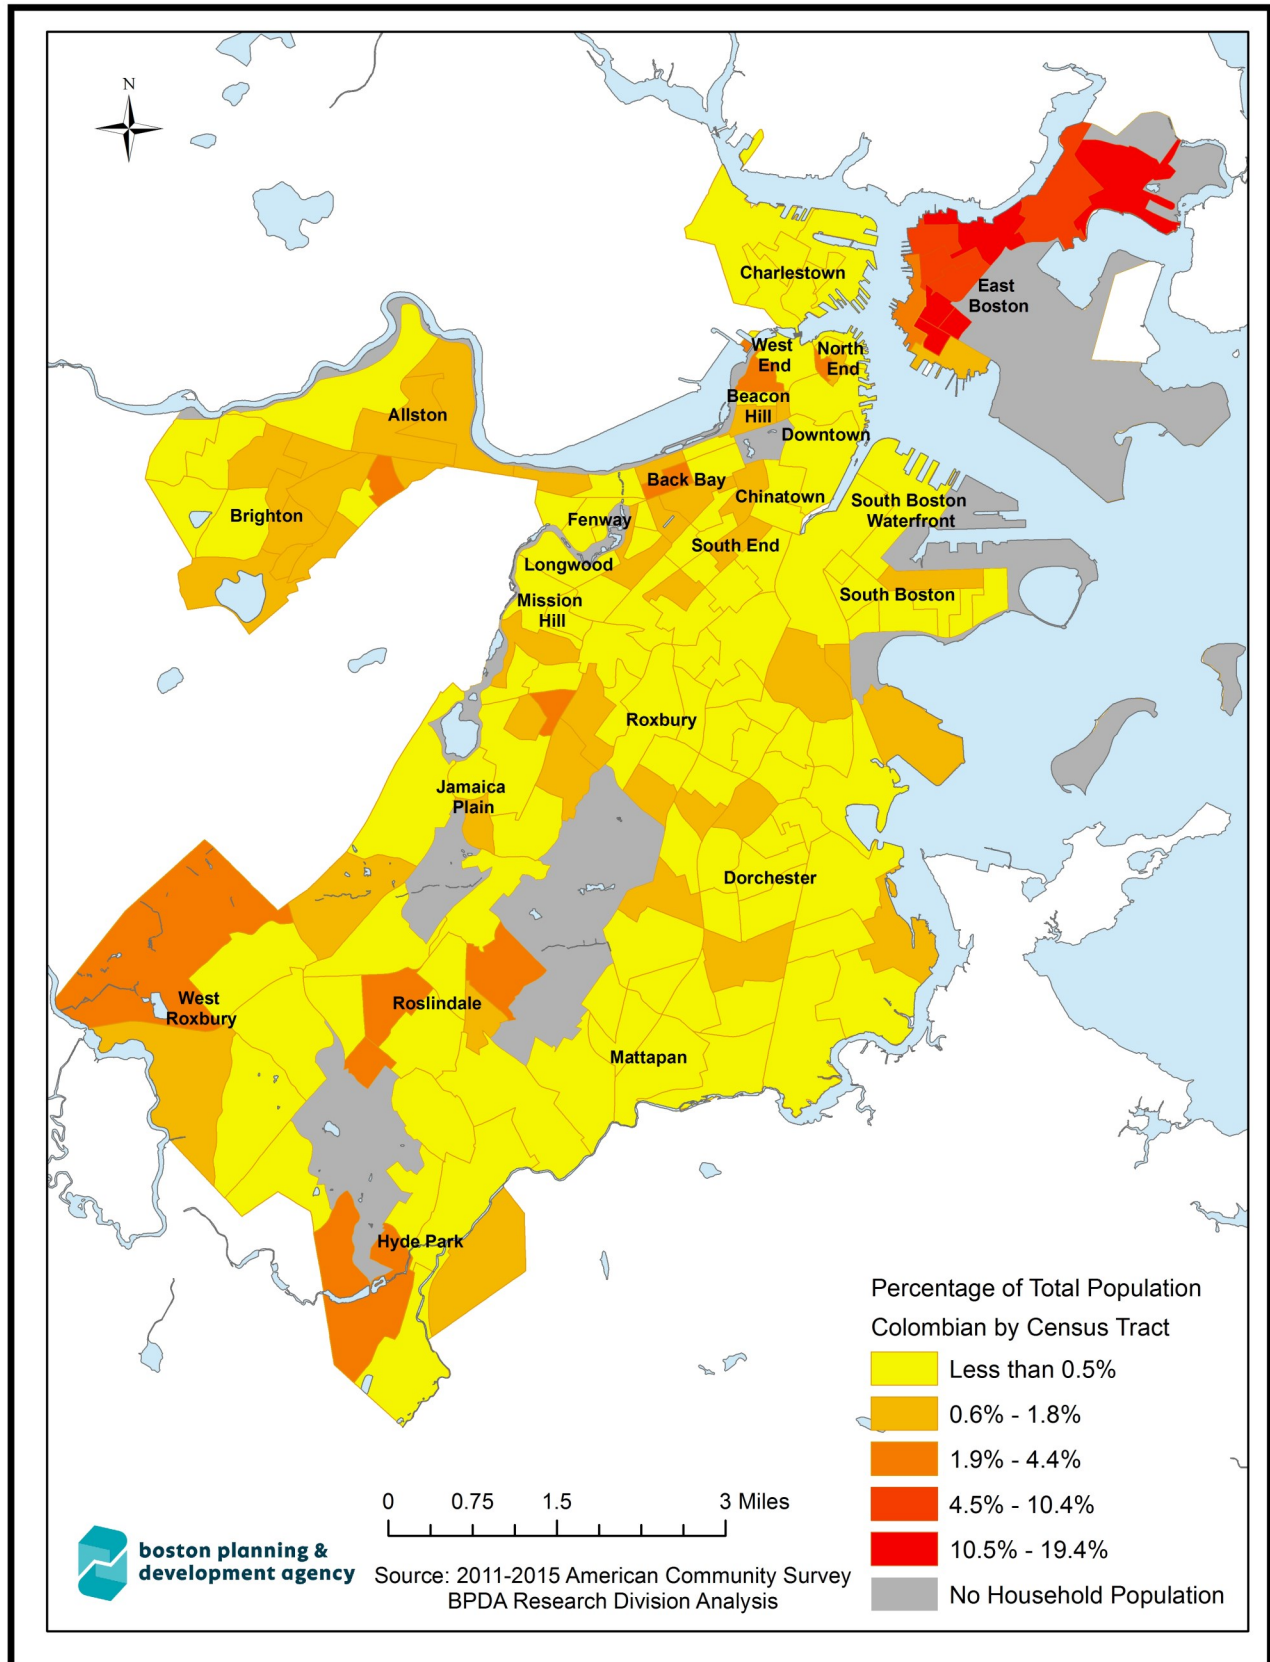 N
Charlestown
East
Boston
West
End
North
End
Beacon
Hill
Allston
Downtown
Back Bay
Chinatown
South Boston
Waterfront
Brighton
Fenway
South End
Longwood
South Boston
Mission
Hill
Roxbury
Jamaica
Plain
Dorchester
West
Roxbury
Roslindale
Mattapan
Hyde Park
Percentage of Total Population
Colombian by Census Tract
Less than 0.5%
0.6% - 1.8%
1.9% - 4.4%
4.5% - 10.4%
10.5% - 19.4%
No Household Population
0 0.75 1.5 3 Miles
boston planning &
development agency
Source: 2011-2015 American Community Survey
BPDA Research Division Analysis